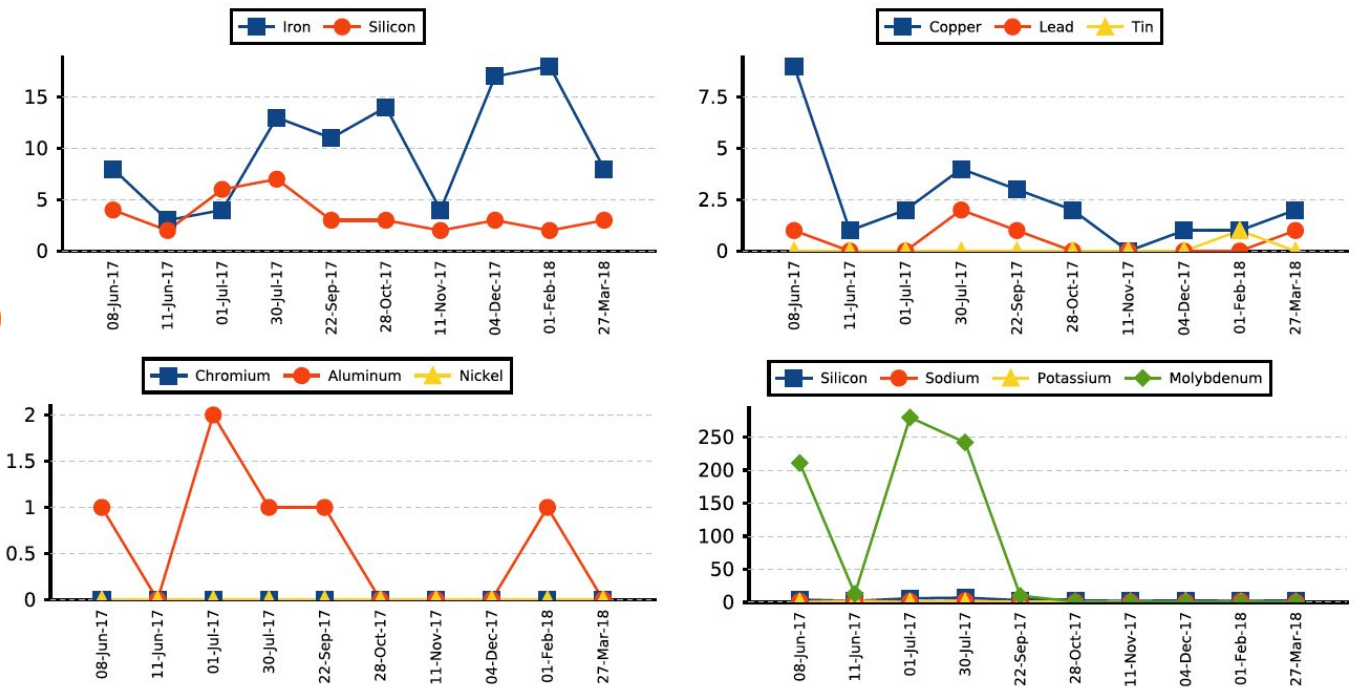 Iron Silicon
15
10
5
0
08-Jun-17
11-Jun-17
01-Jul-17
30-Jul-17
22-Sep-17
28-Oct-17
11-Nov-17
04-Dec-17
01-Feb-18
27-Mar-18
Copper Lead Tin
7.5
5
2.5
0
08-Jun-17
11-Jun-17
01-Jul-17
30-Jul-17
22-Sep-17
28-Oct-17
11-Nov-17
04-Dec-17
01-Feb-18
27-Mar-18
Chromium Aluminum Nickel
2
1.5
1
0.5
0
08-Jun-17
11-Jun-17
01-Jul-17
30-Jul-17
22-Sep-17
28-Oct-17
11-Nov-17
04-Dec-17
01-Feb-18
27-Mar-18
Silicon Sodium Potassium Molybdenum
250
200
150
100
50
0
08-Jun-17
11-Jun-17
01-Jul-17
30-Jul-17
22-Sep-17
28-Oct-17
11-Nov-17
04-Dec-17
01-Feb-18
27-Mar-18